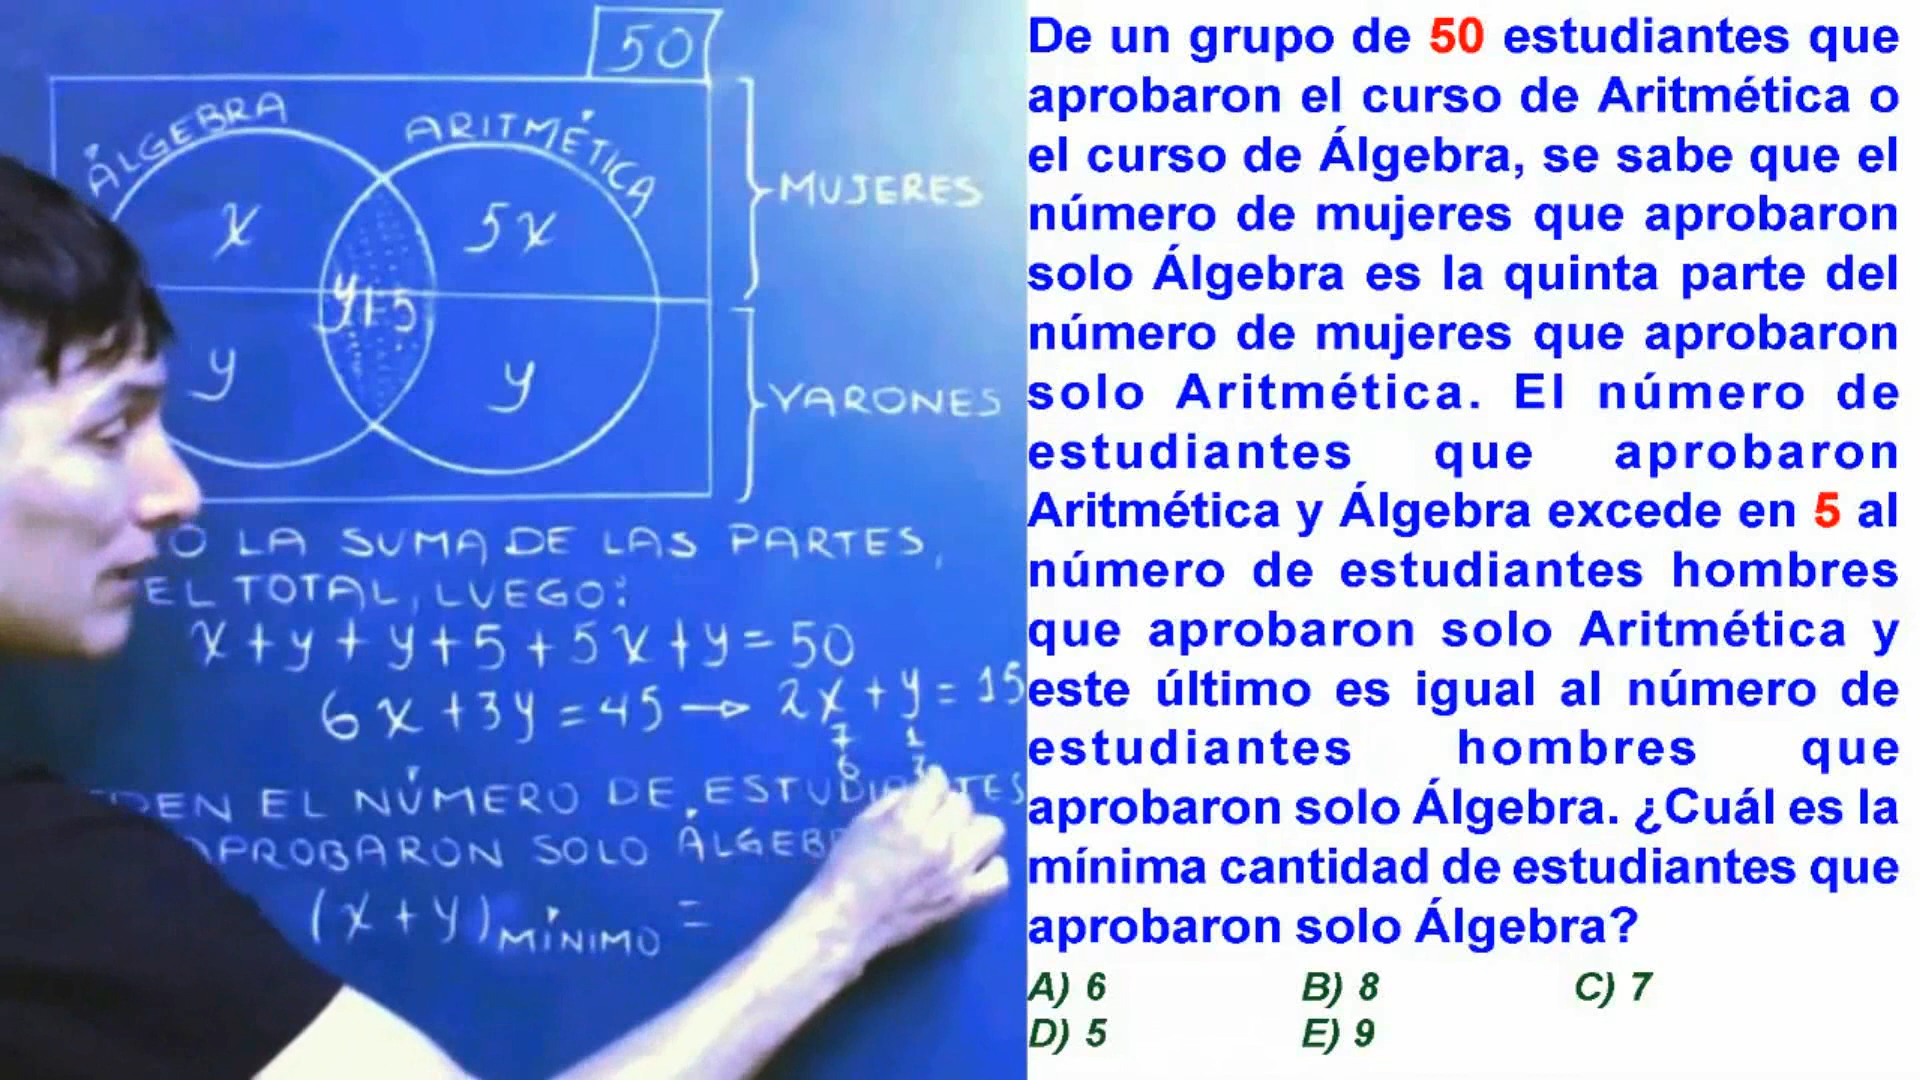 50
ÁLGEBRA
ARITMÉTICA
x
5x
MUJERES
y+5
y
y
VARONES
O LA SUMA DE LAS PARTES,
EL TOTAL, LUEGO:
x+y+y+5+5x+y=50
6x+3y=45→2x+y=15
7 1
6 3
DEN EL NÚMERO DE ESTUDIANTES
APROBARON SOLO ÁLGEB
(x+y)MÍNIMO =
De un grupo de 50 estudiantes que
aprobaron el curso de Aritmética o
el curso de Álgebra, se sabe que el
número de mujeres que aprobaron
solo Álgebra es la quinta parte del
número de mujeres que aprobaron
solo Aritmética. El número de
estudiantes que aprobaron
Aritmética y Álgebra excede en 5 al
número de estudiantes hombres
que aprobaron solo Aritmética y
este último es igual al número de
estudiantes hombres que
aprobaron solo Álgebra. ¿Cuál es la
mínima cantidad de estudiantes que
aprobaron solo Álgebra?
A) 6 B) 8 C) 7
D) 5 E) 9